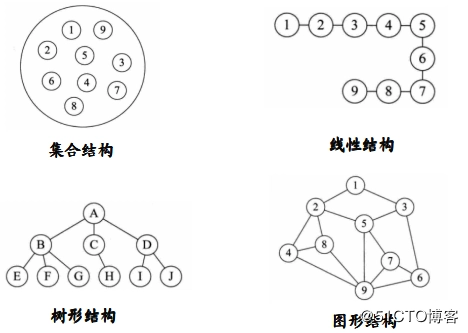 1 9
2 5 3
6 4 7
8
集合结构
1 2 3 4 5
6
9 8 7
线性结构
A
B C D
E F G H I J
树形结构
1
2 3
5
4 8 7 6
9
图形结构
@51CTO博客